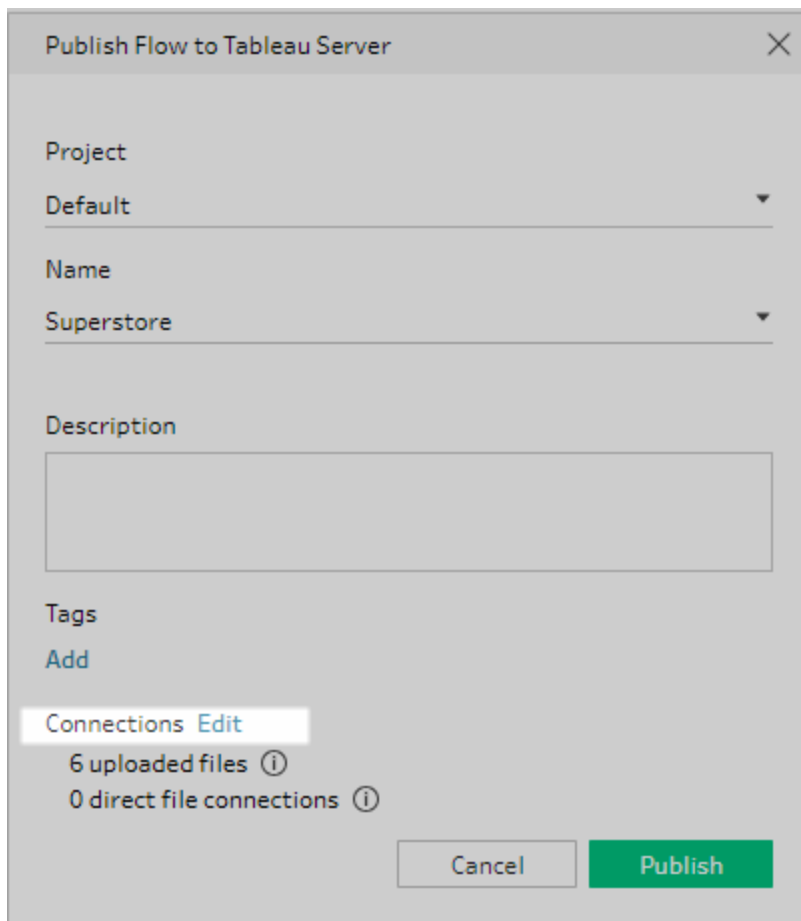 Publish Flow to Tableau Server
Project
Default
Name
Superstore
Description
Tags
Add
Connections Edit
6 uploaded files
0 direct file connections
Cancel Publish